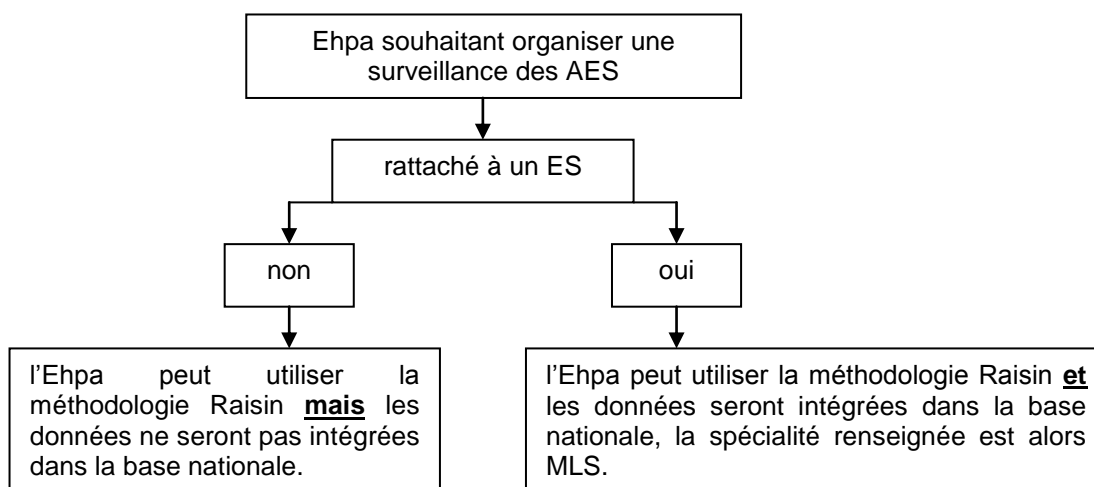 Ehpa souhaitant organiser une
surveillance des AES
rattaché à un ES
non
oui
l'Ehpa peut utiliser la
méthodologie Raisin mais les
données ne seront pas intégrées
dans la base nationale.
l'Ehpa peut utiliser la méthodologie Raisin et
les données seront intégrées dans la base
nationale, la spécialité renseignée est alors
MLS.